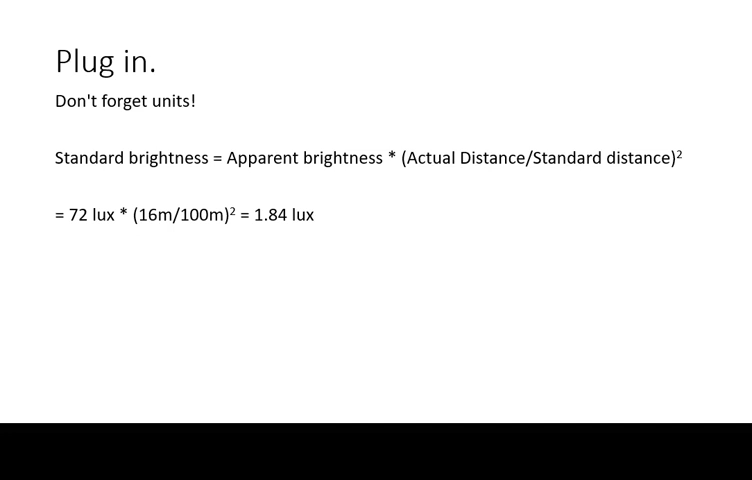 Plug in.
Don't forget units!
Standard brightness = Apparent brightness * (Actual Distance/Standard distance)²
= 72 lux * (16m/100m)² = 1.84 lux